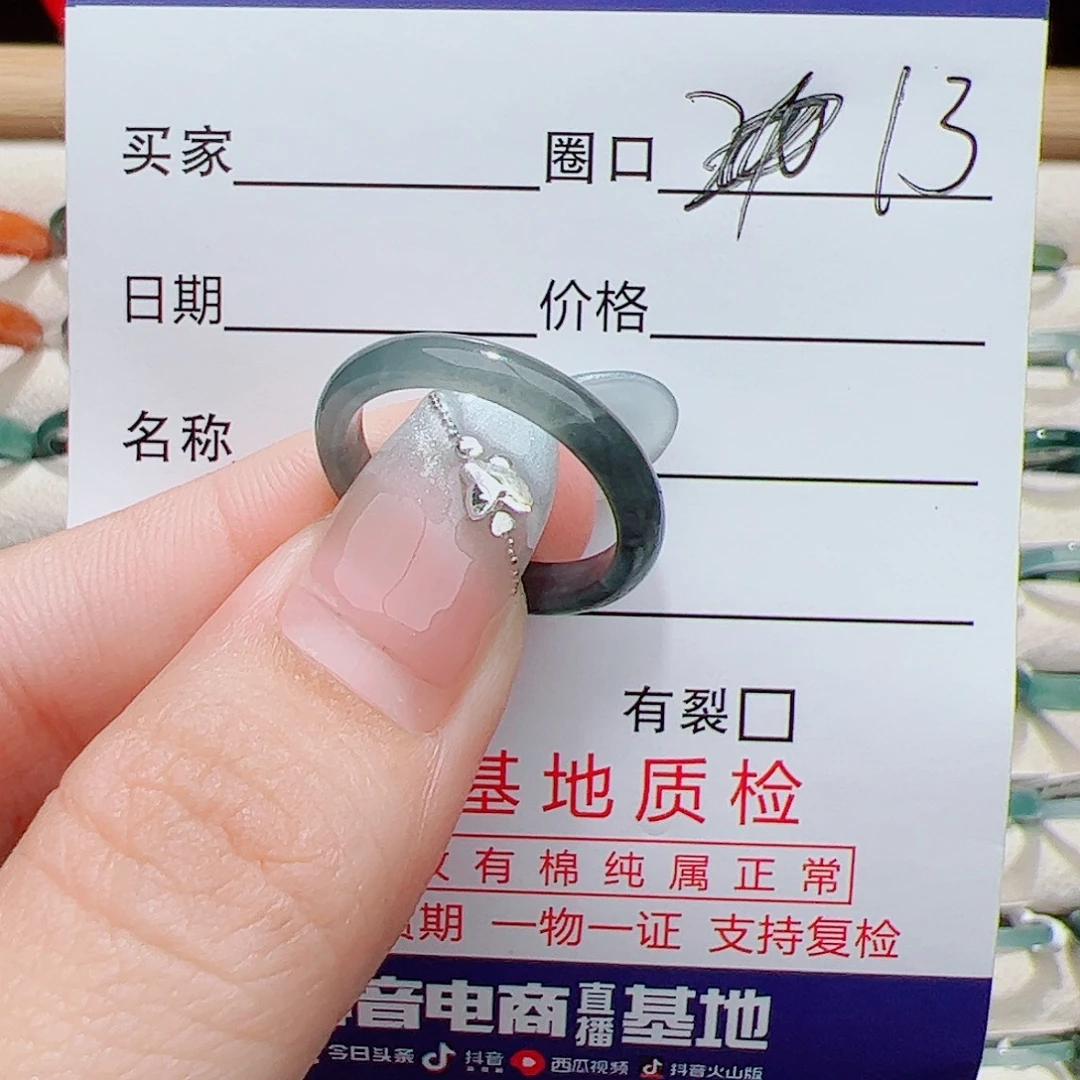 买家 圈口 13
日期 价格
名称
有裂
基地质检
有棉纯属正常
期 一物一证 支持复检
音电商直播基地
今日头条 抖音 西瓜视频 抖音火山版